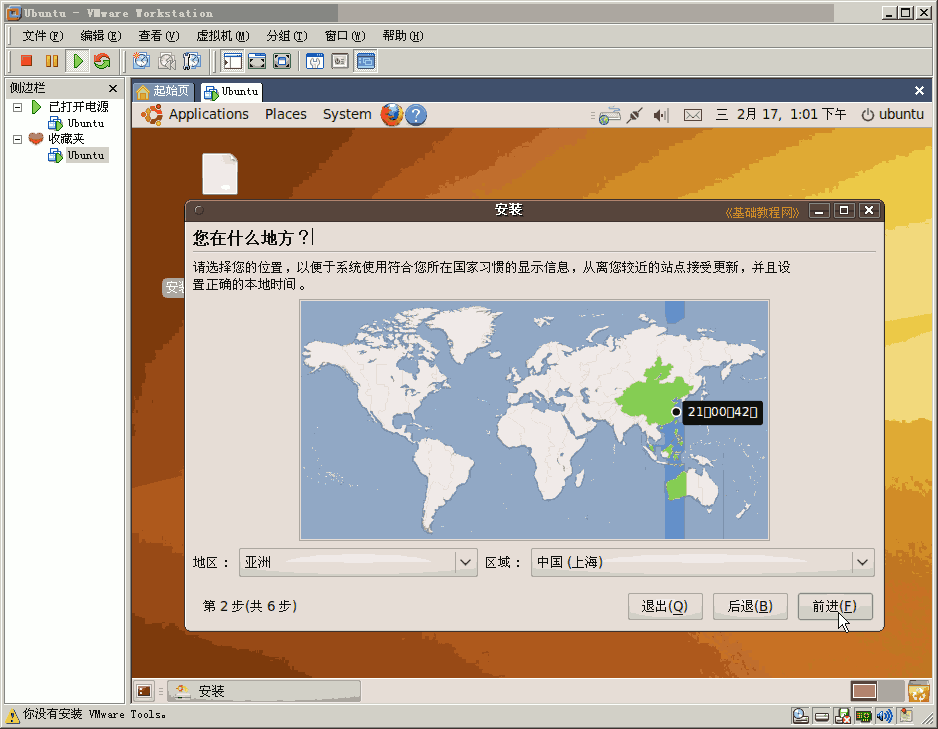 Ubuntu - VMware Workstation
文件(F) 编辑(E) 查看(V) 虚拟机(M) 分组(T) 窗口(W) 帮助(H)
侧边栏
已打开电源
Ubuntu
收藏夹
Ubuntu
起始页 Ubuntu
Applications Places System 三 2月 17, 1:01 下午 ubuntu
安装 《基础教程网》
您在什么地方？
请选择您的位置，以便于系统使用符合您所在国家习惯的显示信息，从离您较近的站点接受更新，并且设
置正确的本地时间。
安装
21 00 42
地区： 亚洲 区域： 中国 (上海)
第 2 步(共 6 步) 退出(Q) 后退(B) 前进(F)
安装
你没有安装 VMware Tools。